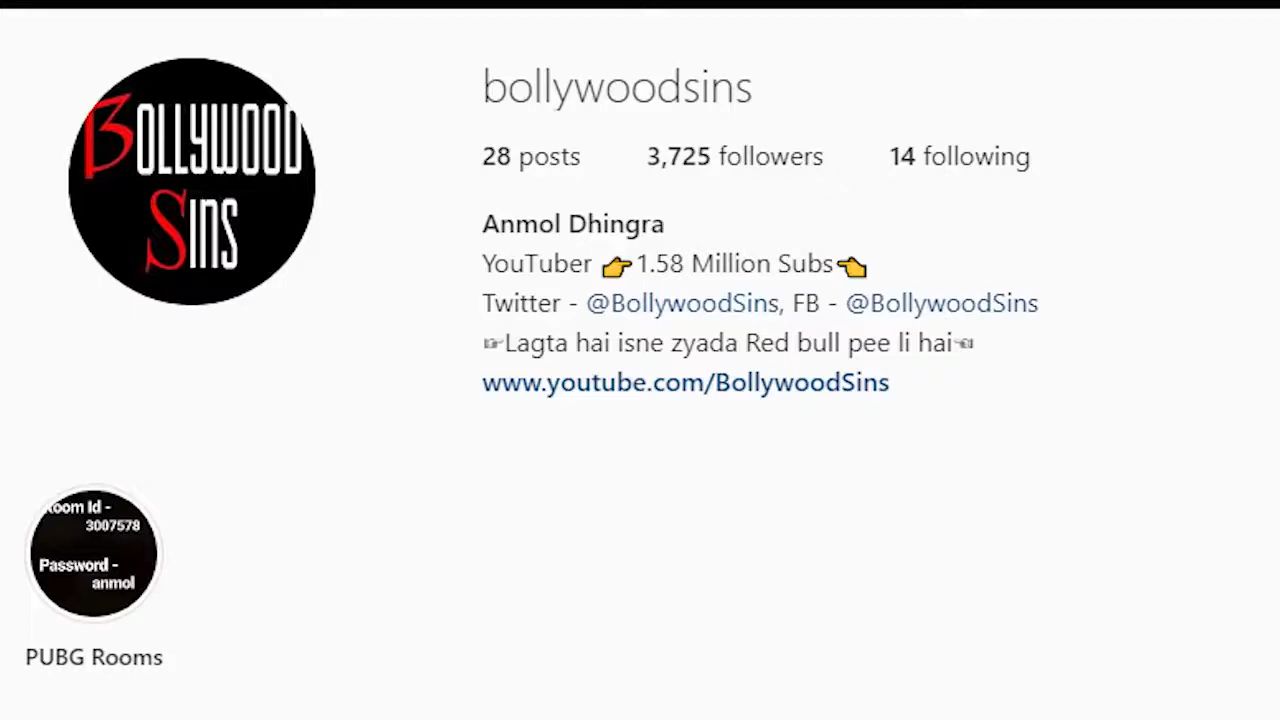 BOLLYWOOD
SINS
bollywoodsins
28 posts 3,725 followers 14 following
Anmol Dhingra
YouTuber 👉1.58 Million Subs👈
Twitter - @BollywoodSins, FB - @BollywoodSins
☞Lagta hai isne zyada Red bull pee li hai☜
www.youtube.com/BollywoodSins
Room Id -
3007578
Password -
anmol
PUBG Rooms